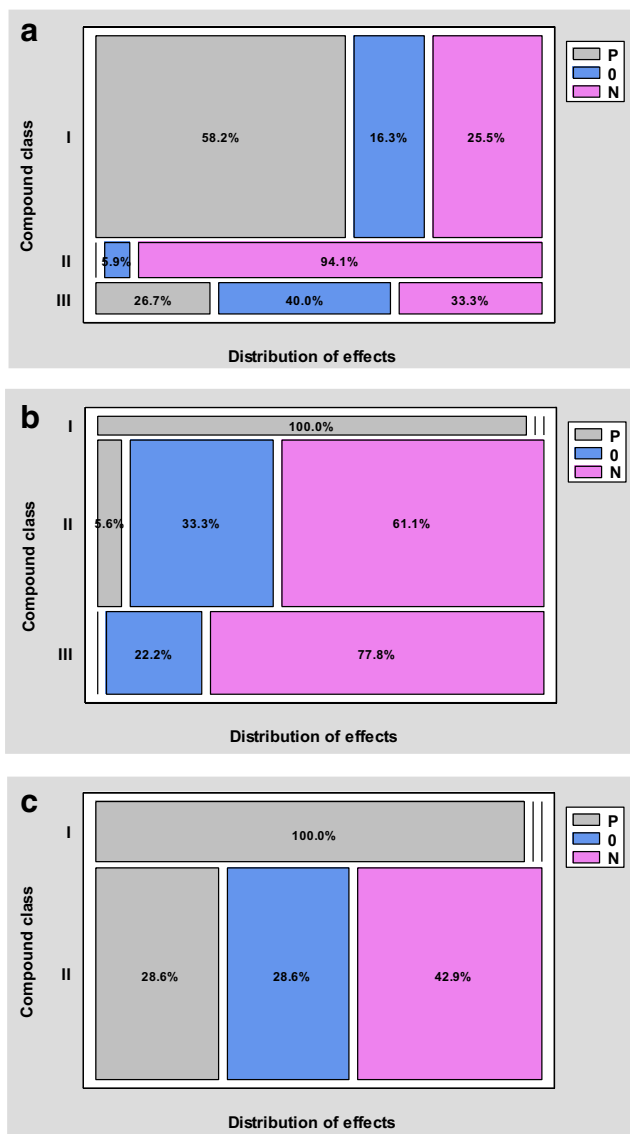 a
P
0
N
Compound class
I
58.2%
16.3%
25.5%
II
5.9%
94.1%
III
26.7%
40.0%
33.3%
Distribution of effects
b
P
0
N
Compound class
I
100.0%
II
5.6%
33.3%
61.1%
III
22.2%
77.8%
Distribution of effects
c
P
0
N
Compound class
I
100.0%
II
28.6%
28.6%
42.9%
Distribution of effects